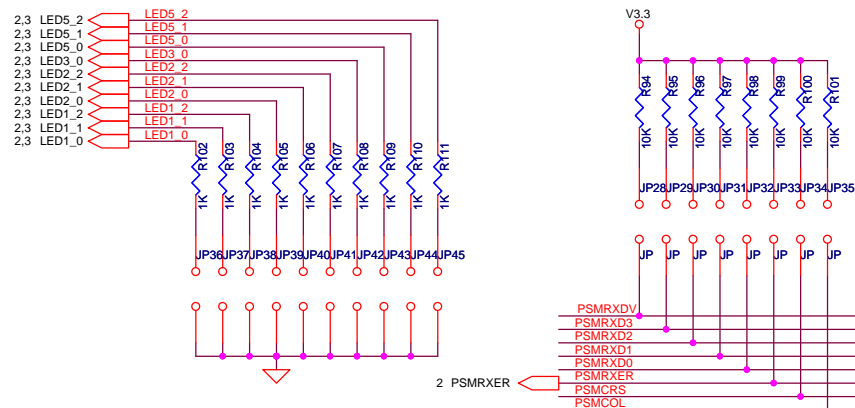 2,3 LED5_2 LED5_2
2,3 LED5_1 LED5_1
2,3 LED5_0 LED5_0
2,3 LED3_0 LED3_0
2,3 LED2_2 LED2_2
2,3 LED2_1 LED2_1
2,3 LED2_0 LED2_0
2,3 LED1_2 LED1_2
2,3 LED1_1 LED1_1
2,3 LED1_0 LED1_0
R102 R103 R104 R105 R106 R107 R108 R109 R110 R111
1K 1K 1K 1K 1K 1K 1K 1K 1K 1K
JP36 JP37 JP38 JP39 JP40 JP41 JP42 JP43 JP44 JP45
V3.3
R94 R95 R96 R97 R98 R99 R100 R101
10K 10K 10K 10K 10K 10K 10K 10K
JP28 JP29 JP30 JP31 JP32 JP33 JP34 JP35
JP JP JP JP JP JP JP JP
PSMRXDV
PSMRXD3
PSMRXD2
PSMRXD1
PSMRXD0
2 PSMRXER PSMRXER
PSMCRS
PSMCOL